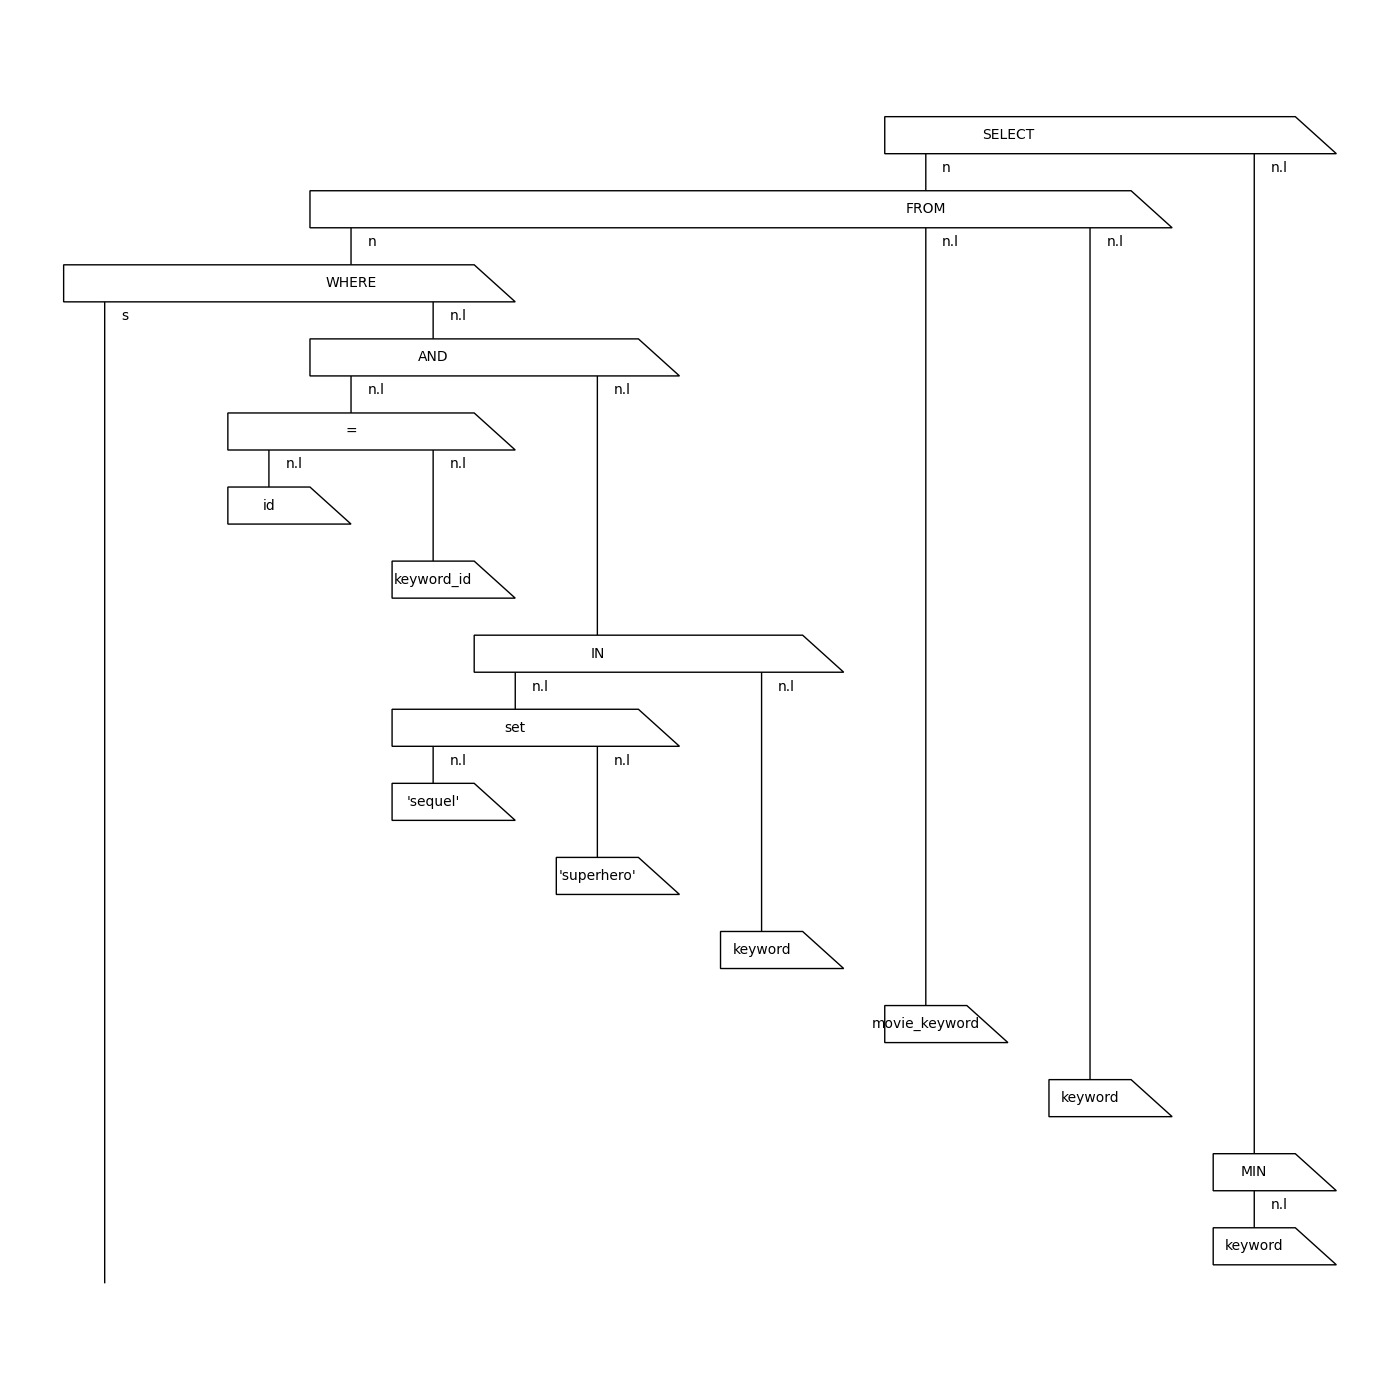 SELECT
n n.l
FROM
n n.l n.l
WHERE
s n.l
AND
n.l n.l
=
n.l n.l
id
keyword_id
IN
n.l n.l
set
n.l n.l
'sequel'
'superhero'
keyword
movie_keyword
keyword
MIN
n.l
keyword